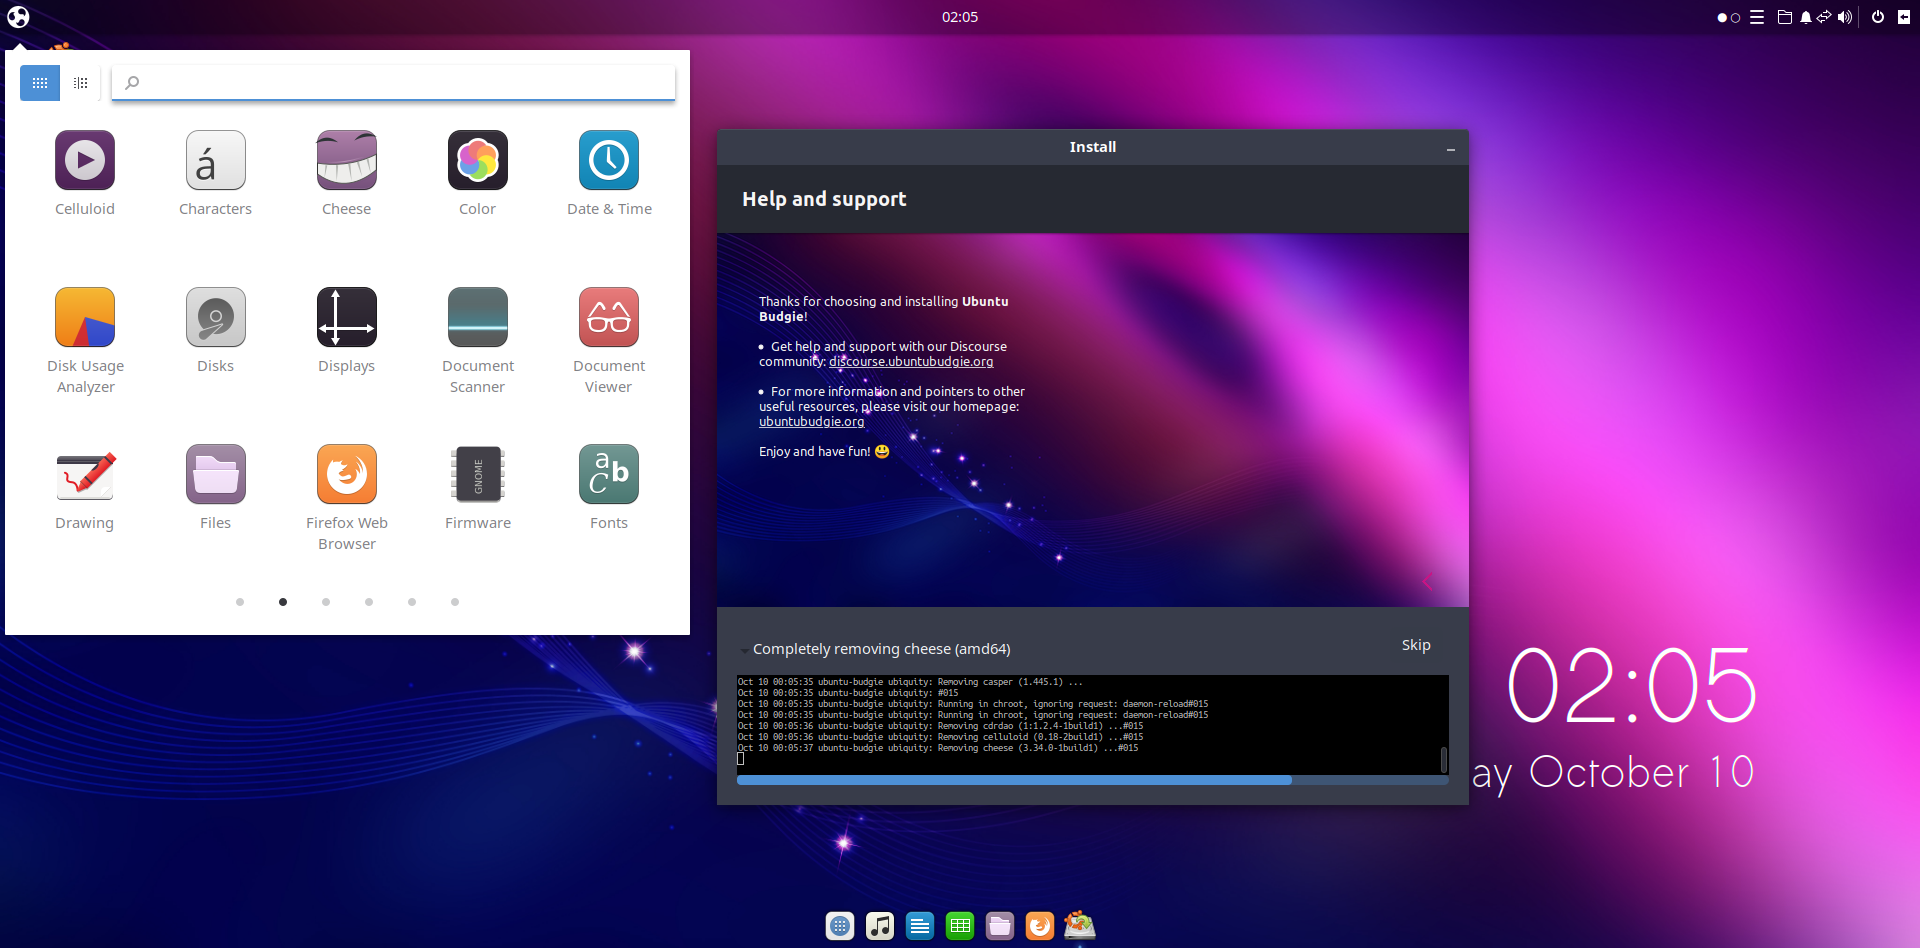 02:05
Celluloid
Characters
Cheese
Color
Date & Time
Disk Usage
Analyzer
Disks
Displays
Document
Scanner
Document
Viewer
Drawing
Files
Firefox Web
Browser
GNOME
Firmware
Fonts
Install
Help and support
Thanks for choosing and installing Ubuntu
Budgie!
• Get help and support with our Discourse
community: discourse.ubuntubudgie.org
• For more information and pointers to other
useful resources, please visit our homepage:
ubuntubudgie.org
Enjoy and have fun! 😃
Completely removing cheese (amd64)
Skip
Oct 10 00:05:35 ubuntu-budgie ubiquity: Removing casper (1.445.1) ...
Oct 10 00:05:35 ubuntu-budgie ubiquity: #015
Oct 10 00:05:35 ubuntu-budgie ubiquity: Running in chroot, ignoring request: daemon-reload#015
Oct 10 00:05:35 ubuntu-budgie ubiquity: Running in chroot, ignoring request: daemon-reload#015
Oct 10 00:05:36 ubuntu-budgie ubiquity: Removing cdrdao (1:1.2.4-1build1) ...#015
Oct 10 00:05:36 ubuntu-budgie ubiquity: Removing celluloid (0.18-2build1) ...#015
Oct 10 00:05:37 ubuntu-budgie ubiquity: Removing cheese (3.34.0-1build1) ...#015
02:05
ay October 10